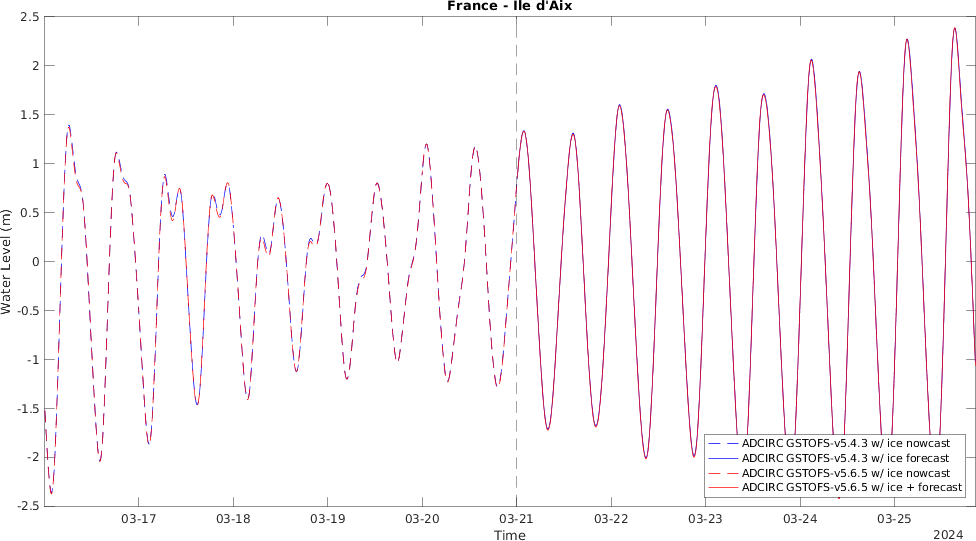 France - Ile d'Aix
2.5
2
1.5
1
0.5
0
-0.5
-1
-1.5
-2
-2.5
Water Level (m)
ADCIRC GSTOFS-v5.4.3 w/ ice nowcast
ADCIRC GSTOFS-v5.4.3 w/ ice forecast
ADCIRC GSTOFS-v5.6.5 w/ ice nowcast
ADCIRC GSTOFS-v5.6.5 w/ ice + forecast
03-17 03-18 03-19 03-20 03-21 03-22 03-23 03-24 03-25
Time
2024